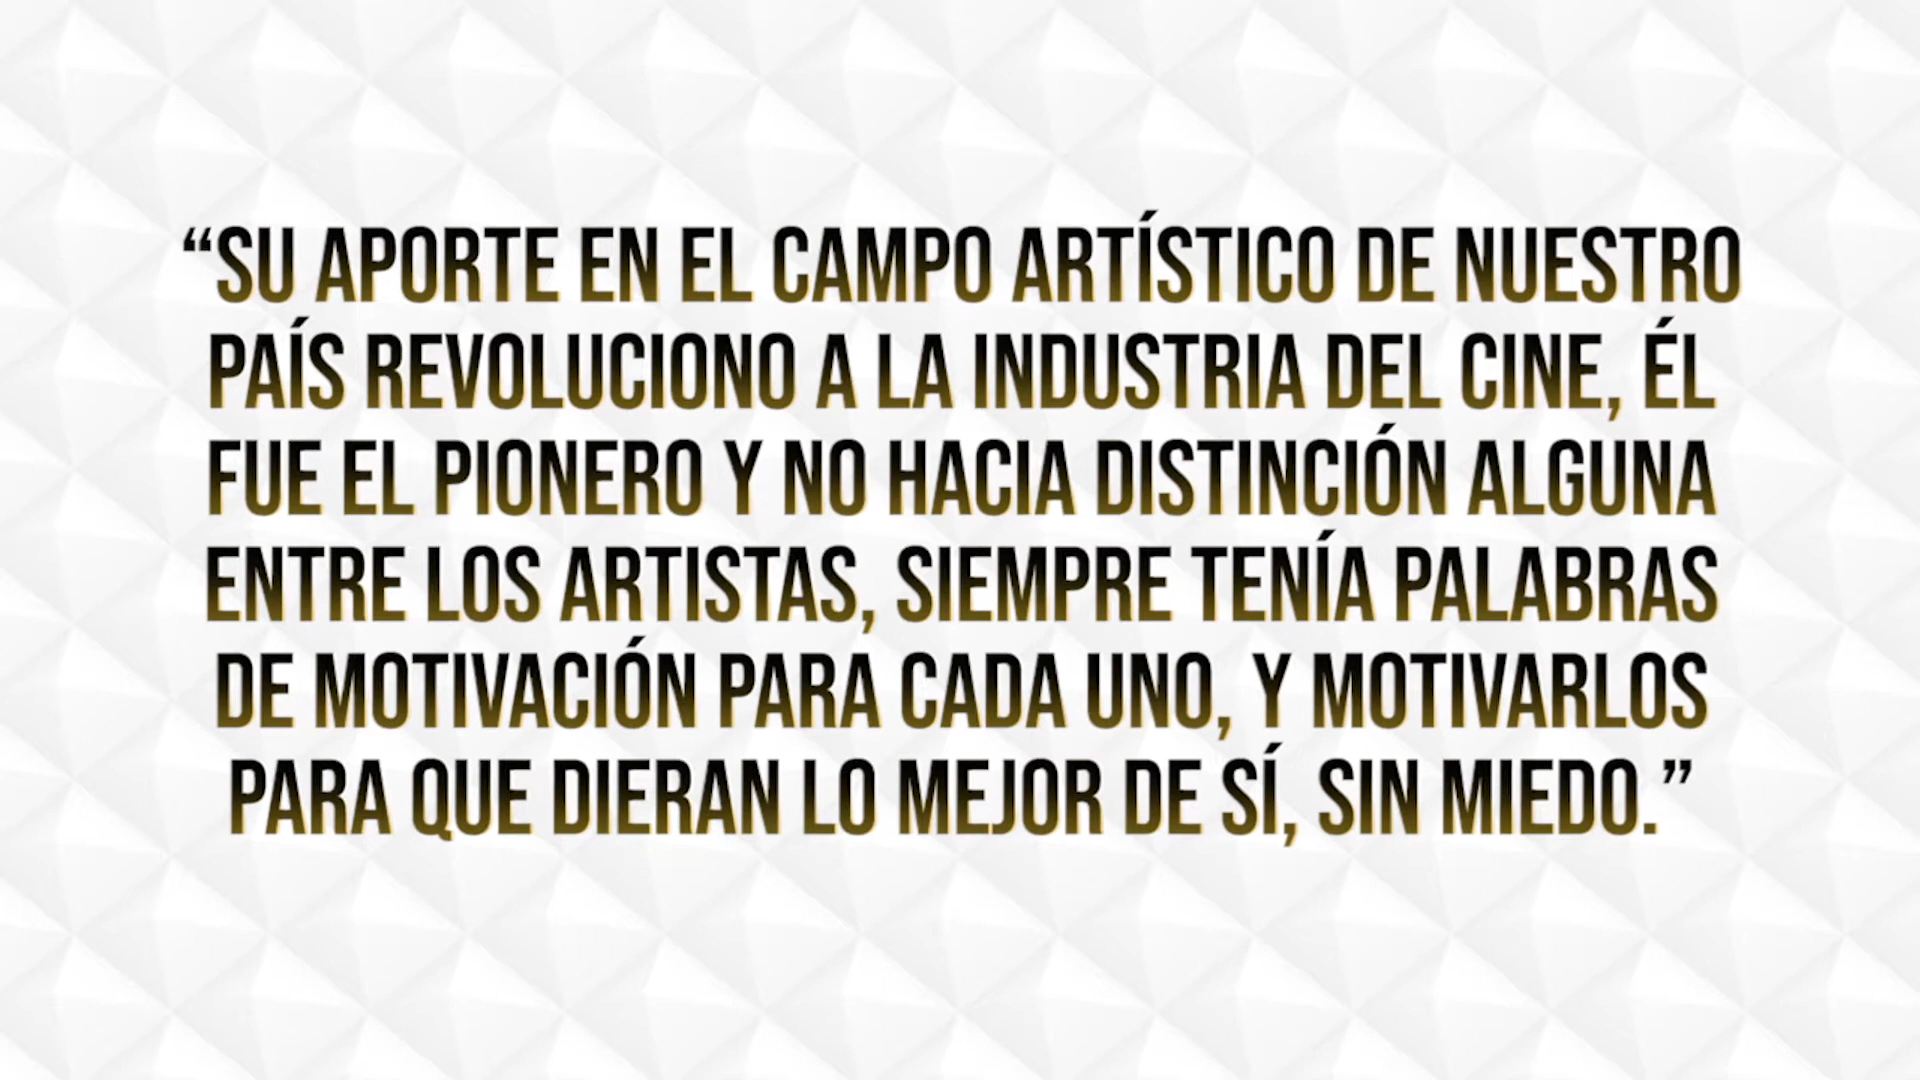 “SU APORTE EN EL CAMPO ARTÍSTICO DE NUESTRO
PAÍS REVOLUCIONO A LA INDUSTRIA DEL CINE, ÉL
FUE EL PIONERO Y NO HACIA DISTINCIÓN ALGUNA
ENTRE LOS ARTISTAS, SIEMPRE TENÍA PALABRAS
DE MOTIVACIÓN PARA CADA UNO, Y MOTIVARLOS
PARA QUE DIERAN LO MEJOR DE SÍ, SIN MIEDO.”